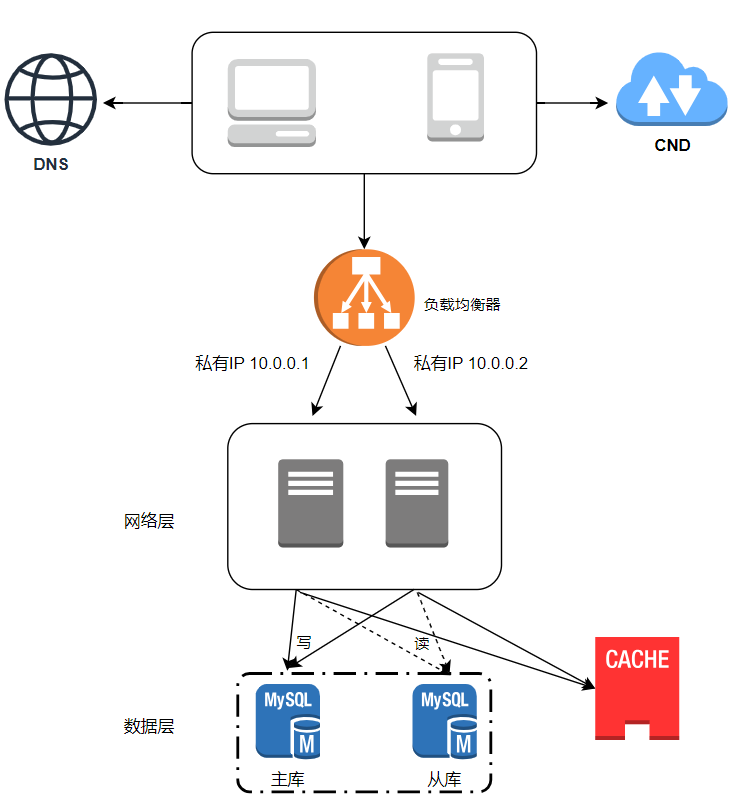 DNS
CND
负载均衡器
私有IP 10.0.0.1
私有IP 10.0.0.2
网络层
写
读
CACHE
MySQL
M
MySQL
M
数据层
主库
从库